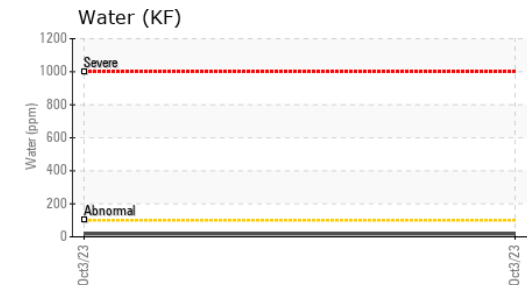 Water (KF)
1200
1000
800
600
400
200
0
Water (ppm)
Severe
Abnormal
Oct3/23
Oct3/23